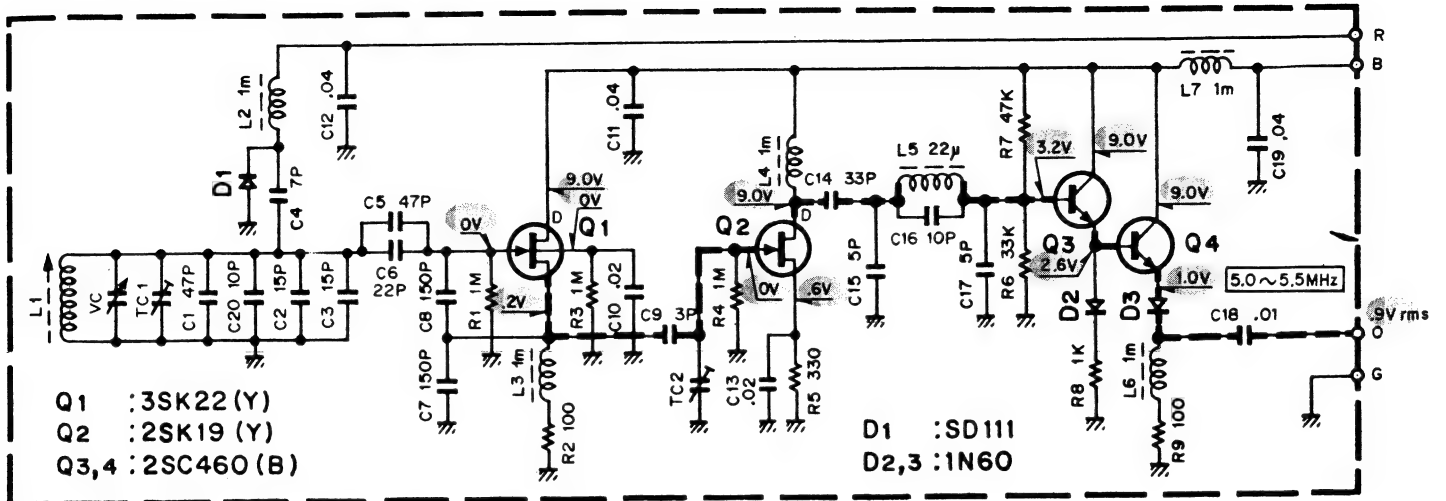 R
B
L2 1m
C12 .04
C11 .04
L7 1m
C19 .04
R7 47K
L4 1m
L5 22μ
3.2V
9.0V
D1
C4 7P
C14 33P
9.0V
C5 47P
0V
9.0V
0V
D
Q1
Q2
D
C16 10P
9.0V
Q3
Q4
C6
22P
2.6V
L1
VC
TC1
C1 47P
C20 10P
C2 15P
C3 15P
C8 150P
R1 1M
.2V
R3 1M
C10 .02
C9 3P
R4 1M
0V
.6V
C15 5P
C17 5P
R6 33K
D2
D3
1.0V
5.0~5.5MHz
C18 .01
.9V rms
O
C7 150P
L3 1m
R2 100
TC2
C13
.02
R5 330
R8 1K
L6 1m
R9 100
G
Q1 :3SK22(Y)
Q2 :2SK19(Y)
Q3,4 :2SC460(B)
D1 :SD111
D2,3 :1N60